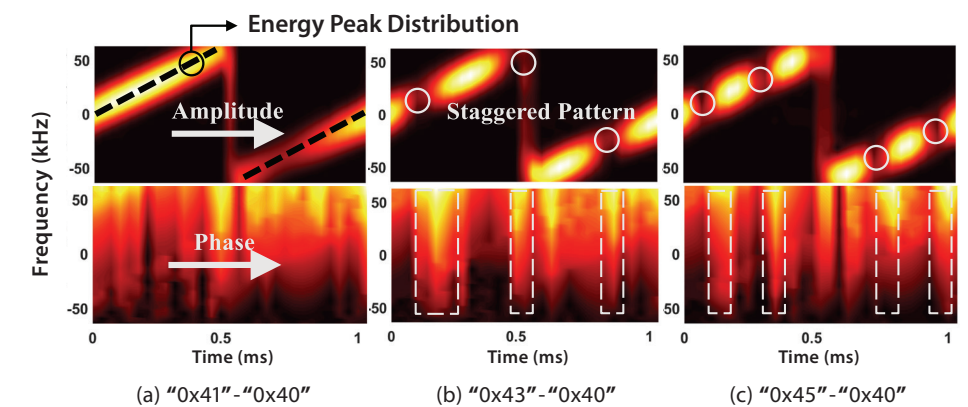 Energy Peak Distribution
Frequency (kHz)
50
0
-50
Amplitude
50
0
-50
Staggered Pattern
50
0
-50
50
0
-50
Phase
50
0
-50
50
0
-50
0 0.5 1
Time (ms)
0 0.5 1
Time (ms)
0 0.5 1
Time (ms)
(a) "0x41"-"0x40"
(b) "0x43"-"0x40"
(c) "0x45"-"0x40"